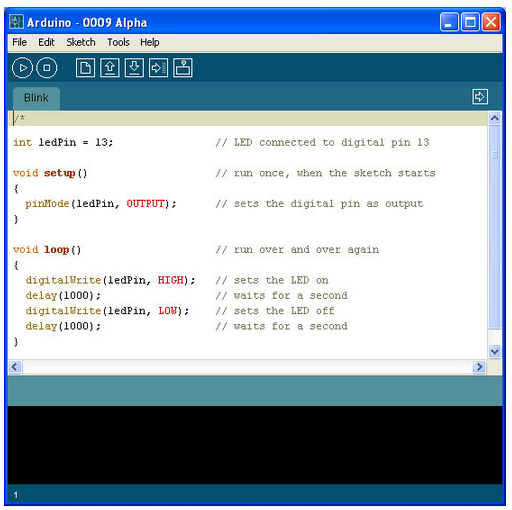 Arduino - 0009 Alpha
File Edit Sketch Tools Help
Blink
/*
int ledPin = 13; // LED connected to digital pin 13
void setup() // run once, when the sketch starts
{
pinMode(ledPin, OUTPUT); // sets the digital pin as output
}
void loop() // run over and over again
{
digitalWrite(ledPin, HIGH); // sets the LED on
delay(1000); // waits for a second
digitalWrite(ledPin, LOW); // sets the LED off
delay(1000); // waits for a second
}
1